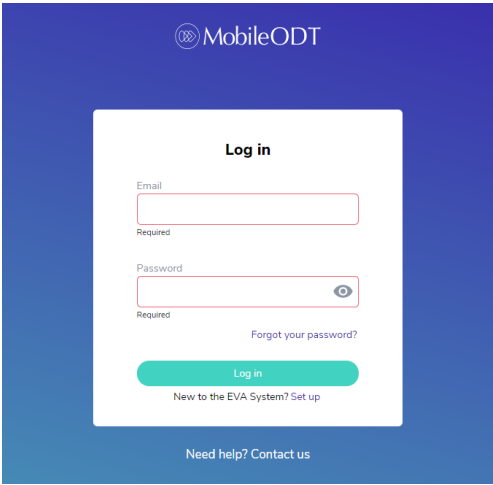 MobileODT
Log in
Email
Required
Password
Required
Forgot your password?
Log in
New to the EVA System? Set up
Need help? Contact us